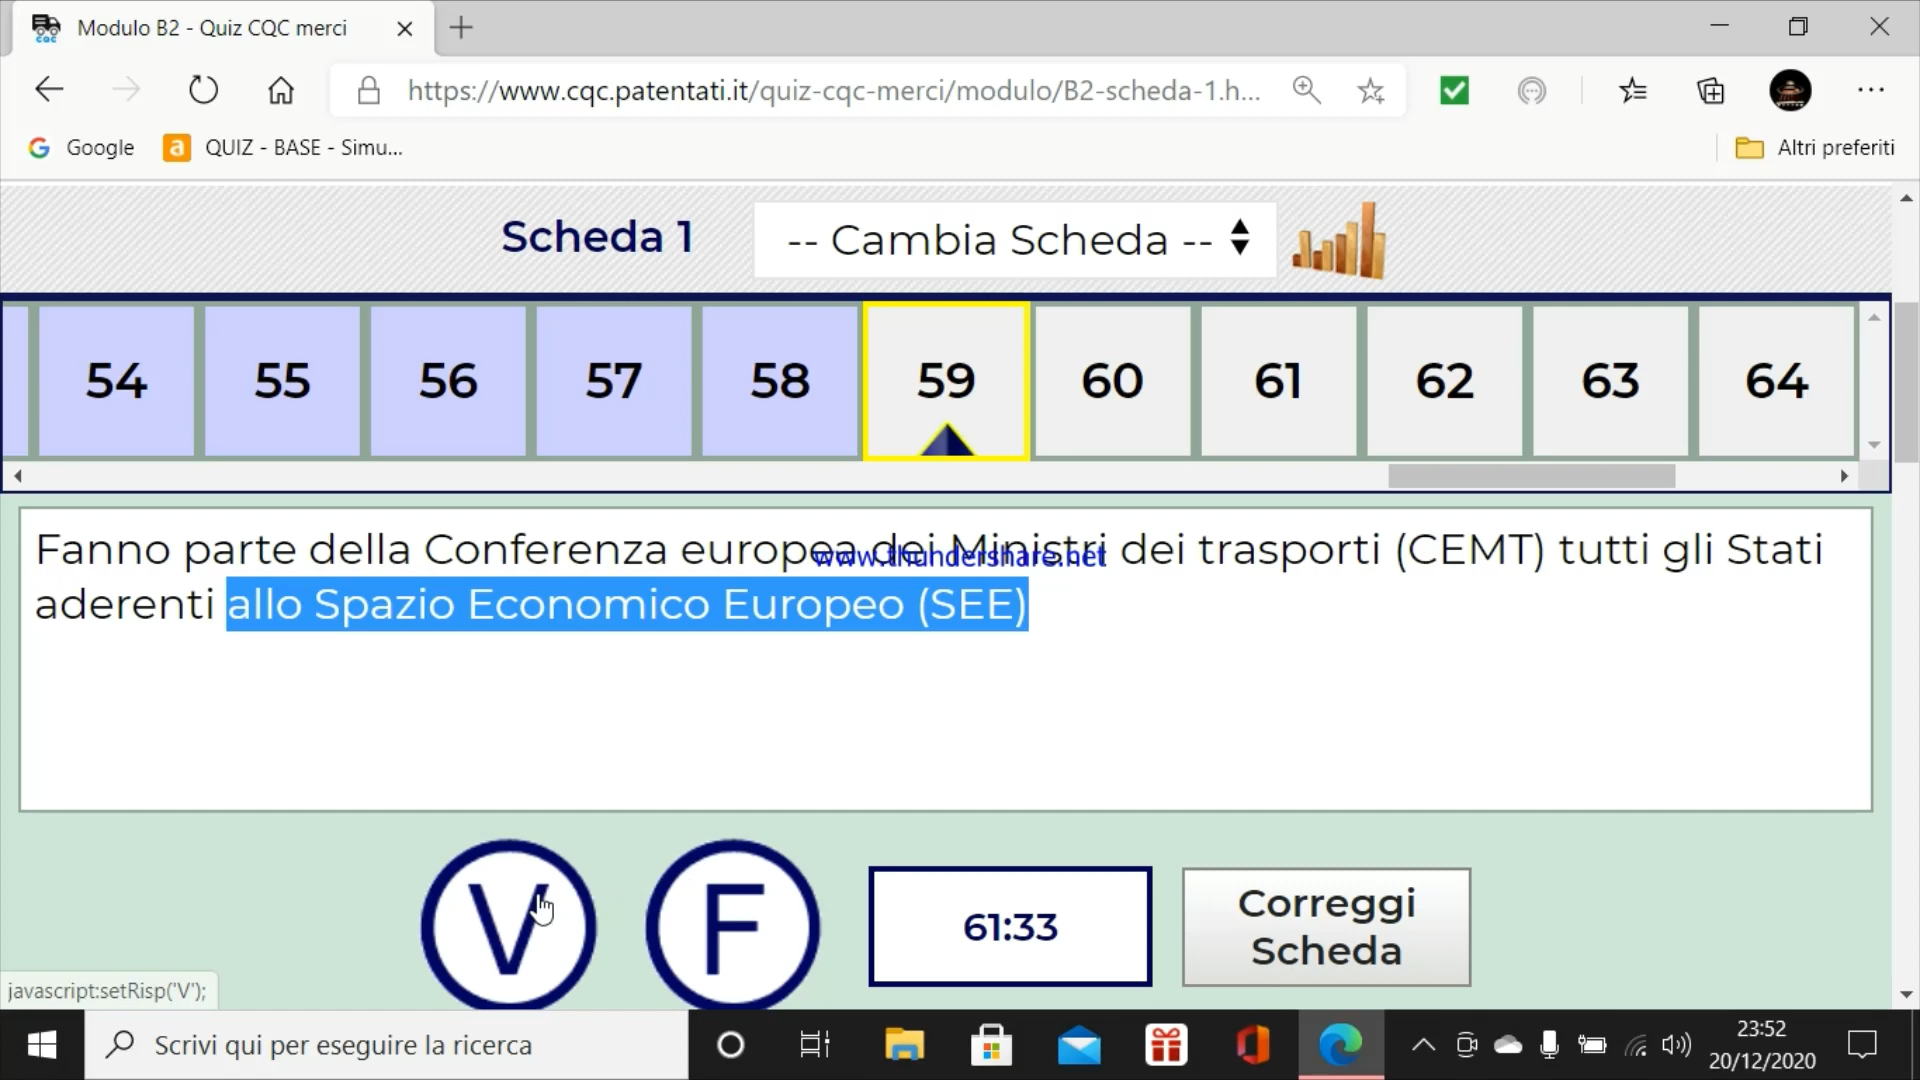 Modulo B2 - Quiz CQC merci
https://www.cqc.patentati.it/quiz-cqc-merci/modulo/B2-scheda-1.h...
Google
QUIZ - BASE - Simu...
Altri preferiti
Scheda 1
-- Cambia Scheda --
54 55 56 57 58 59 60 61 62 63 64
Fanno parte della Conferenza europea dei Ministri dei trasporti (CEMT) tutti gli Stati
www.thundershare.net
aderenti allo Spazio Economico Europeo (SEE)
V F
61:33
Correggi
Scheda
javascript:setRisp('V');
Scrivi qui per eseguire la ricerca
23:52
20/12/2020